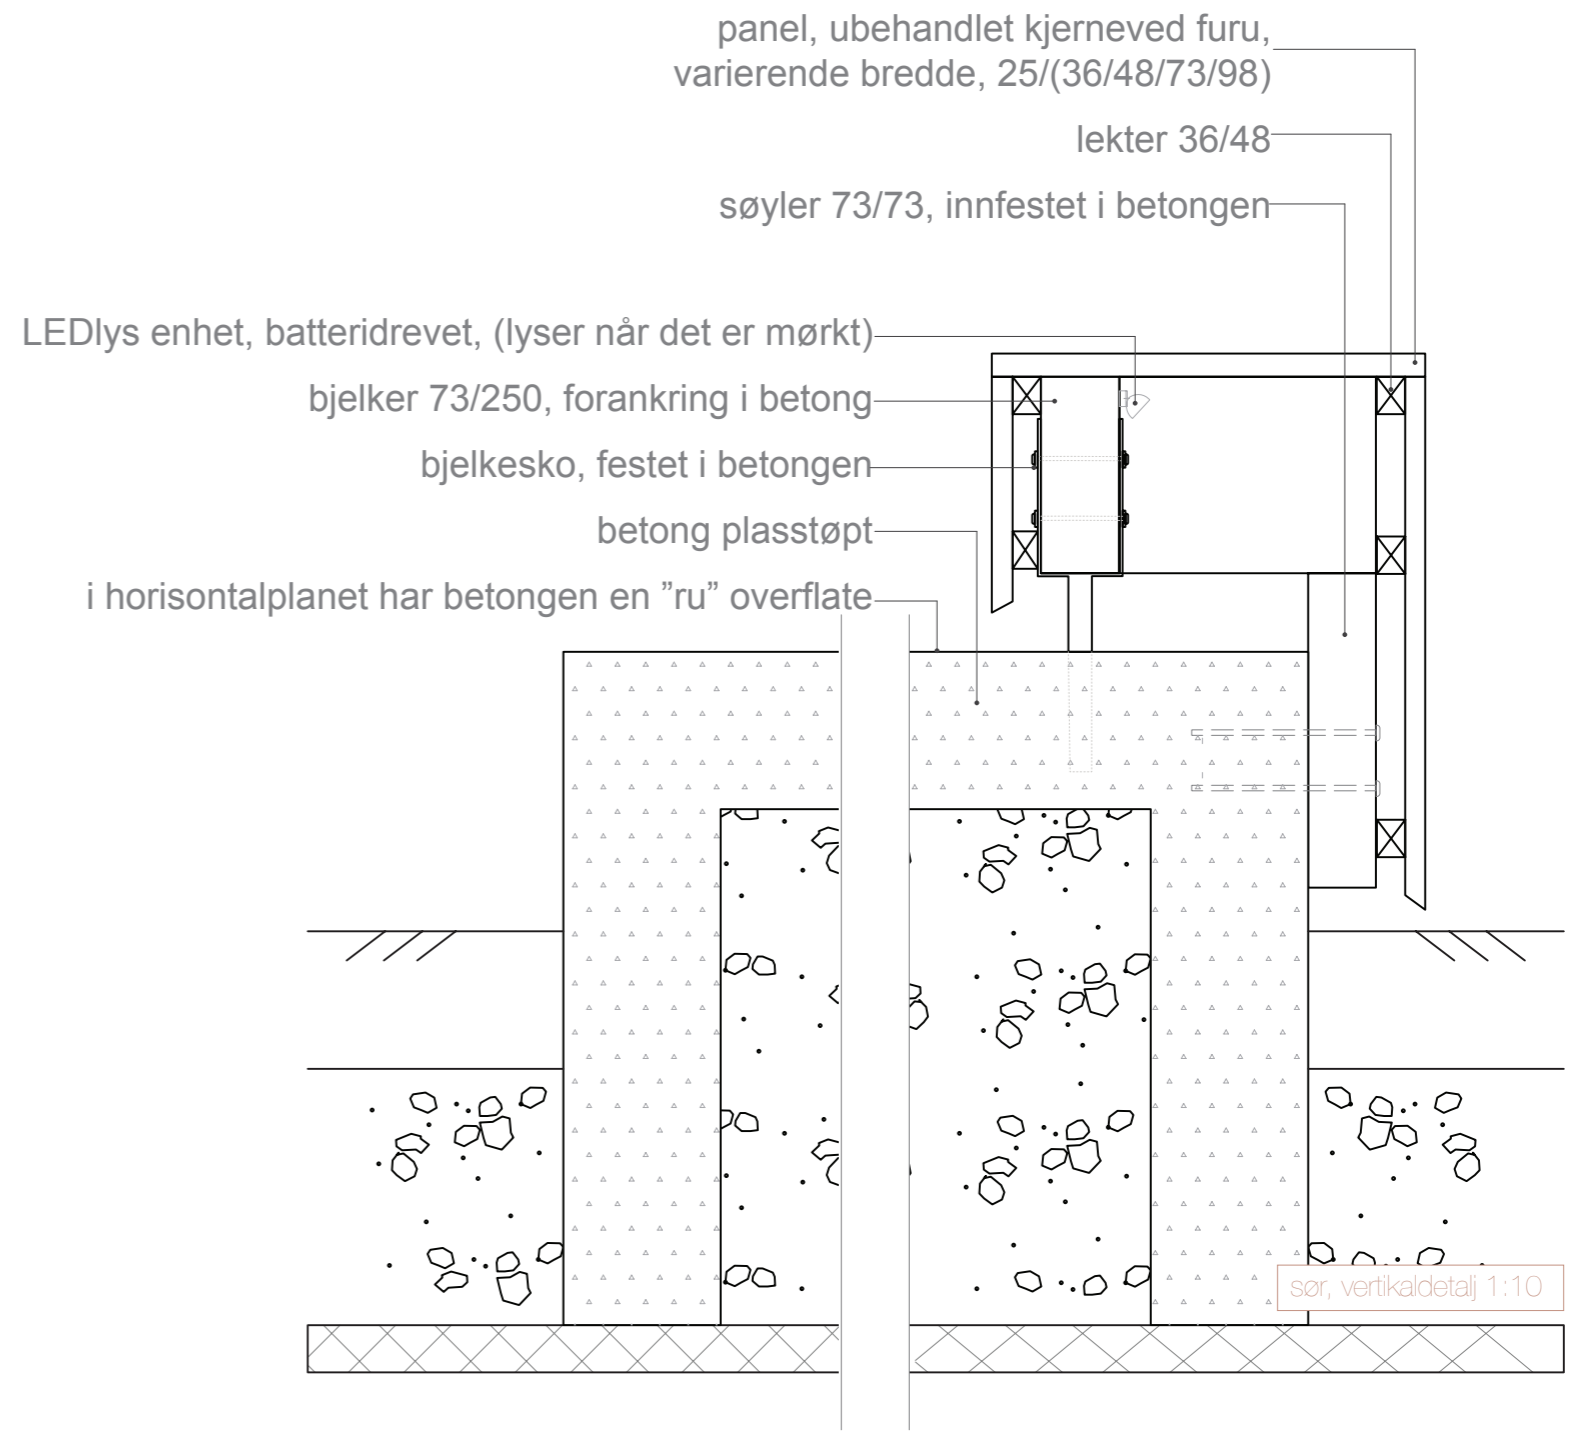 panel, ubehandlet kjerneved furu,
varierende bredde, 25/(36/48/73/98)
lekter 36/48
søyler 73/73, innfestet i betongen
LEDlys enhet, batteridrevet, (lyser når det er mørkt)
bjelker 73/250, forankring i betong
bjelkesko, festet i betongen
betong plasstøpt
i horisontalplanet har betongen en ”ru” overflate
sør, vertikaldetalj 1:10